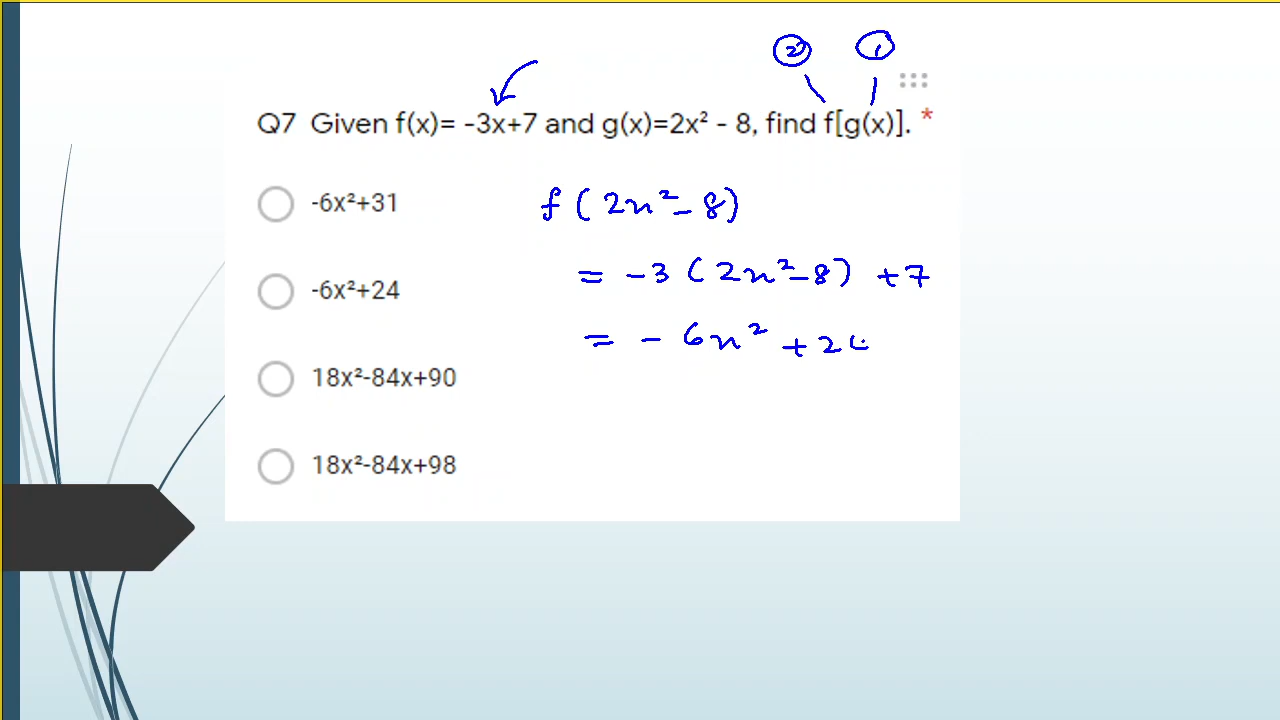 ② ①
Q7 Given f(x)= -3x+7 and g(x)=2x² - 8, find f[g(x)]. *
-6x²+31
f(2x²-8)
= -3(2x²-8) +7
-6x²+24
= -6x² +24
18x²-84x+90
18x²-84x+98